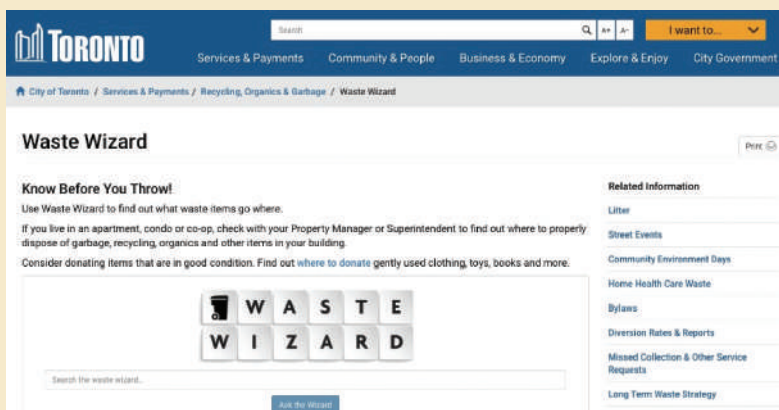 TORONTO
Search
A+ A-
I want to...
Services & Payments Community & People Business & Economy Explore & Enjoy City Government
City of Toronto / Services & Payments / Recycling, Organics & Garbage / Waste Wizard
Waste Wizard
Print
Know Before You Throw!
Use Waste Wizard to find out what waste items go where.
If you live in an apartment, condo or co-op, check with your Property Manager or Superintendent to find out where to properly
dispose of garbage, recycling, organics and other items in your building.
Consider donating items that are in good condition. Find out where to donate gently used clothing, toys, books and more.
WASTE
WIZARD
Search the waste wizard...
Ask the Wizard
Related Information
Litter
Street Events
Community Environment Days
Home Health Care Waste
Bylaws
Diversion Rates & Reports
Missed Collection & Other Service
Requests
Long Term Waste Strategy